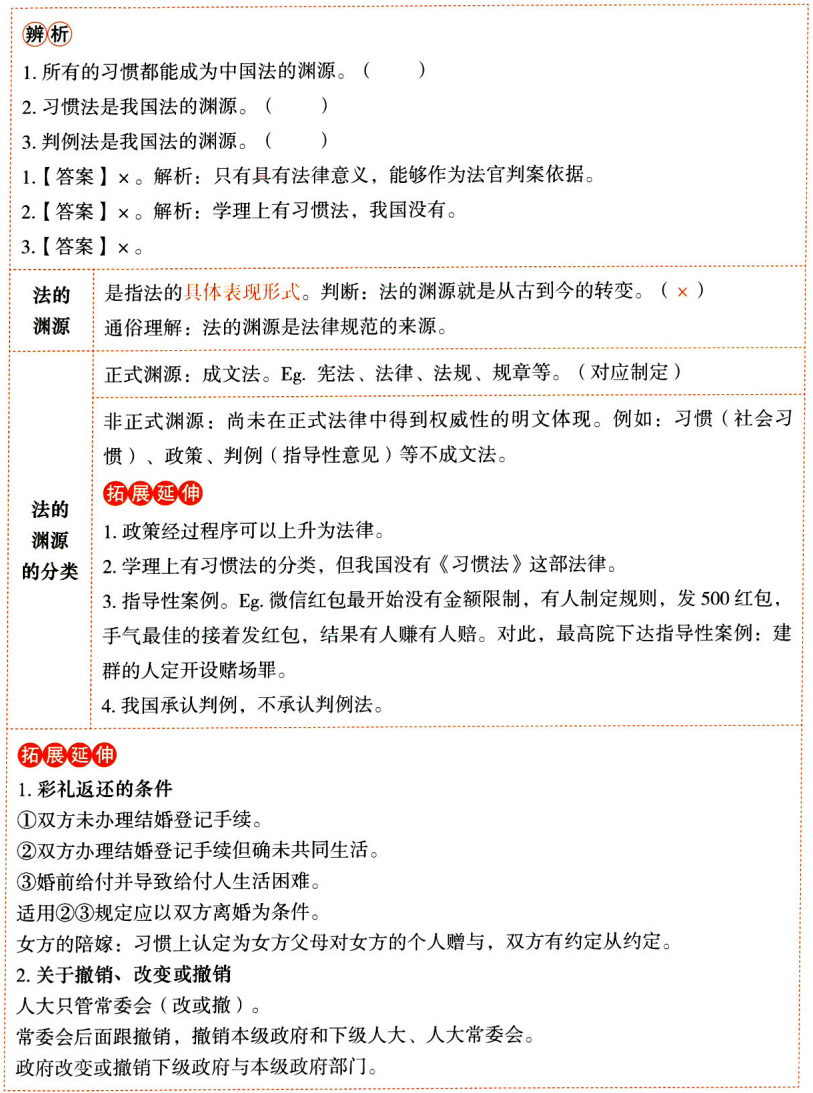 辨析
1. 所有的习惯都能成为中国法的渊源。（　　）
2. 习惯法是我国法的渊源。（　　）
3. 判例法是我国法的渊源。（　　）
1.【答案】×。解析：只有具有法律意义，能够作为法官判案依据。
2.【答案】×。解析：学理上有习惯法，我国没有。
3.【答案】×。
法的
渊源
是指法的具体表现形式。判断：法的渊源就是从古到今的转变。（×）
通俗理解：法的渊源是法律规范的来源。
法的
渊源
的分类
正式渊源：成文法。Eg. 宪法、法律、法规、规章等。（对应制定）
非正式渊源：尚未在正式法律中得到权威性的明文体现。例如：习惯（社会习
惯）、政策、判例（指导性意见）等不成文法。
拓展延伸
1. 政策经过程序可以上升为法律。
2. 学理上有习惯法的分类，但我国没有《习惯法》这部法律。
3. 指导性案例。Eg. 微信红包最开始没有金额限制，有人制定规则，发 500 红包，
手气最佳的接着发红包，结果有人赚有人赔。对此，最高院下达指导性案例：建
群的人定开设赌场罪。
4. 我国承认判例，不承认判例法。
拓展延伸
1. 彩礼返还的条件
①双方未办理结婚登记手续。
②双方办理结婚登记手续但确未共同生活。
③婚前给付并导致给付人生活困难。
适用②③规定应以双方离婚为条件。
女方的陪嫁：习惯上认定为女方父母对女方的个人赠与，双方有约定从约定。
2. 关于撤销、改变或撤销
人大只管常委会（改或撤）。
常委会后面跟撤销，撤销本级政府和下级人大、人大常委会。
政府改变或撤销下级政府与本级政府部门。